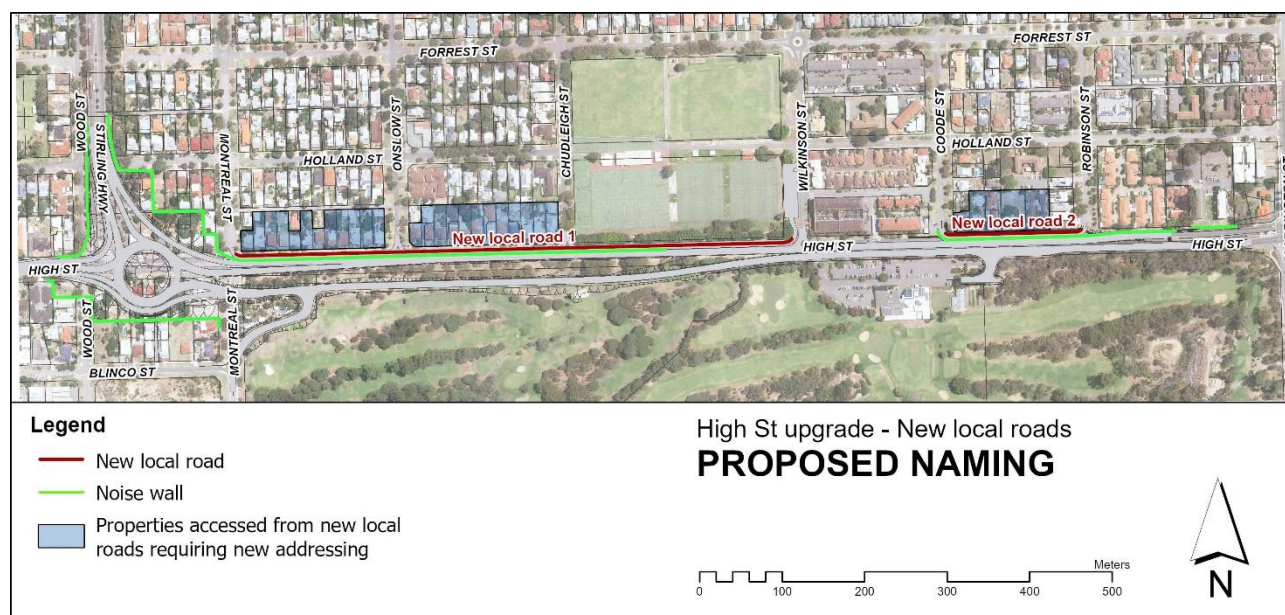 FORREST ST
FORREST ST
WOOD ST
STIRLING HWY
MONTREAL ST
HOLLAND ST
ONSLOW ST
CHUDLEIGH ST
WILKINSON ST
COODE ST
HOLLAND ST
ROBINSON ST
New local road 1
New local road 2
HIGH ST
HIGH ST
HIGH ST
WOOD ST
MONTREAL ST
BLINCO ST
Legend
New local road
Noise wall
Properties accessed from new local
roads requiring new addressing
High St upgrade - New local roads
PROPOSED NAMING
Meters
0 100 200 300 400 500
N